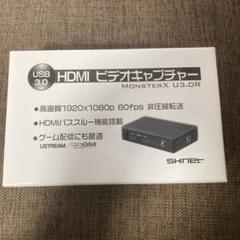 USB 3.0
HDMI ビデオキャプチャー
MONSTERX U3.0R
●高画質1920x1080p 60fps 非圧縮転送
●HDMIパススルー機能搭載
●ゲーム配信にも最適
USTREAM
SKNET